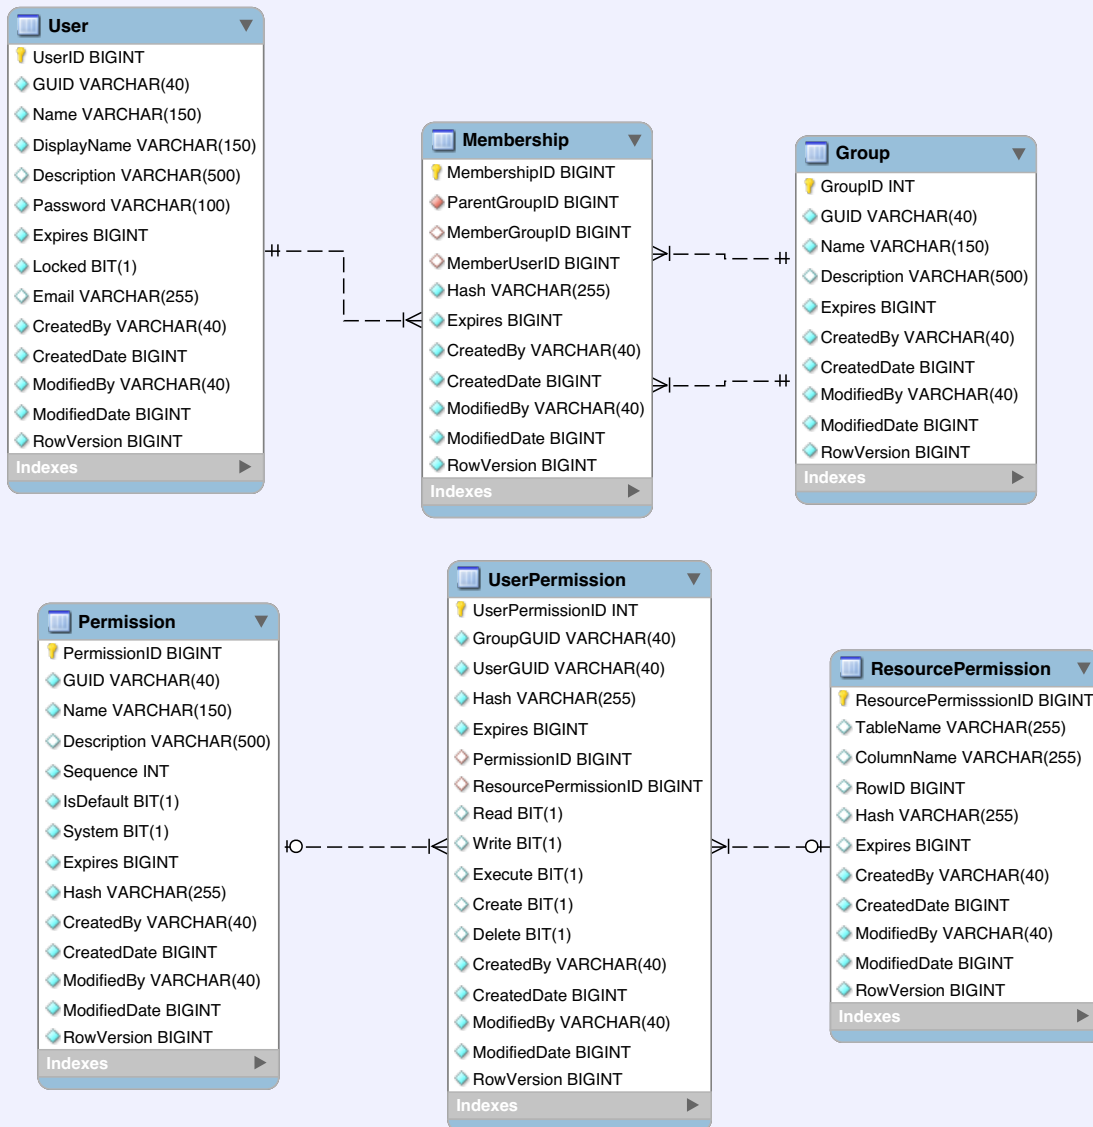 User
UserID BIGINT
GUID VARCHAR(40)
Name VARCHAR(150)
DisplayName VARCHAR(150)
Description VARCHAR(500)
Password VARCHAR(100)
Expires BIGINT
Locked BIT(1)
Email VARCHAR(255)
CreatedBy VARCHAR(40)
CreatedDate BIGINT
ModifiedBy VARCHAR(40)
ModifiedDate BIGINT
RowVersion BIGINT
Indexes
Membership
MembershipID BIGINT
ParentGroupID BIGINT
MemberGroupID BIGINT
MemberUserID BIGINT
Hash VARCHAR(255)
Expires BIGINT
CreatedBy VARCHAR(40)
CreatedDate BIGINT
ModifiedBy VARCHAR(40)
ModifiedDate BIGINT
RowVersion BIGINT
Indexes
Group
GroupID INT
GUID VARCHAR(40)
Name VARCHAR(150)
Description VARCHAR(500)
Expires BIGINT
CreatedBy VARCHAR(40)
CreatedDate BIGINT
ModifiedBy VARCHAR(40)
ModifiedDate BIGINT
RowVersion BIGINT
Indexes
Permission
PermissionID BIGINT
GUID VARCHAR(40)
Name VARCHAR(150)
Description VARCHAR(500)
Sequence INT
IsDefault BIT(1)
System BIT(1)
Expires BIGINT
Hash VARCHAR(255)
CreatedBy VARCHAR(40)
CreatedDate BIGINT
ModifiedBy VARCHAR(40)
ModifiedDate BIGINT
RowVersion BIGINT
Indexes
UserPermission
UserPermissionID INT
GroupGUID VARCHAR(40)
UserGUID VARCHAR(40)
Hash VARCHAR(255)
Expires BIGINT
PermissionID BIGINT
ResourcePermissionID BIGINT
Read BIT(1)
Write BIT(1)
Execute BIT(1)
Create BIT(1)
Delete BIT(1)
CreatedBy VARCHAR(40)
CreatedDate BIGINT
ModifiedBy VARCHAR(40)
ModifiedDate BIGINT
RowVersion BIGINT
Indexes
ResourcePermission
ResourcePermisssionID BIGINT
TableName VARCHAR(255)
ColumnName VARCHAR(255)
RowID BIGINT
Hash VARCHAR(255)
Expires BIGINT
CreatedBy VARCHAR(40)
CreatedDate BIGINT
ModifiedBy VARCHAR(40)
ModifiedDate BIGINT
RowVersion BIGINT
Indexes